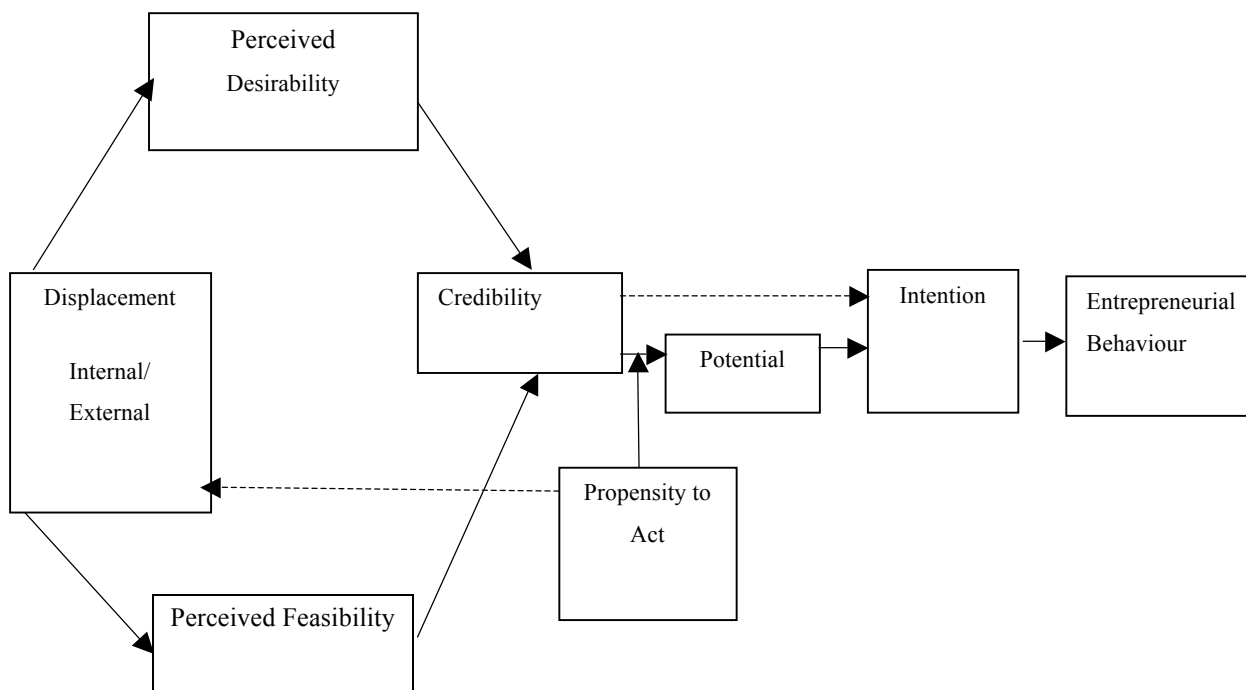 Perceived
Desirability
Displacement
Internal/
External
Credibility
Potential
Intention
Entrepreneurial
Behaviour
Propensity to
Act
Perceived Feasibility